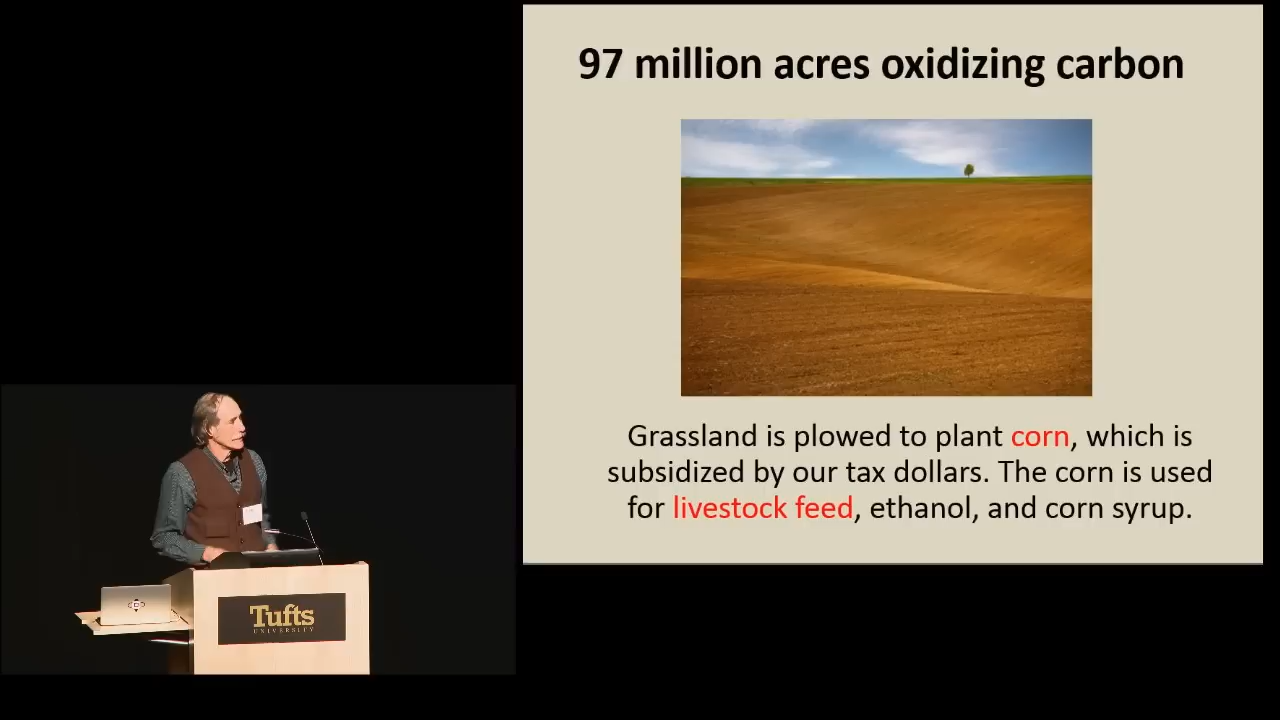 97 million acres oxidizing carbon
Grassland is plowed to plant corn, which is
subsidized by our tax dollars. The corn is used
for livestock feed, ethanol, and corn syrup.
Tufts
UNIVERSITY